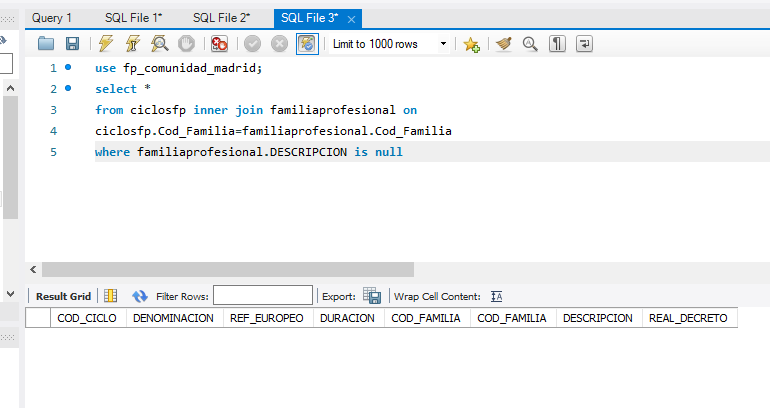 Query 1 SQL File 1* SQL File 2* SQL File 3* ×
Limit to 1000 rows
1 use fp_comunidad_madrid;
2 select *
3 from ciclosfp inner join familiaprofesional on
4 ciclosfp.Cod_Familia=familiaprofesional.Cod_Familia
5 where familiaprofesional.DESCRIPCION is null
Result Grid Filter Rows: Export: Wrap Cell Content: IA
COD_CICLO DENOMINACION REF_EUROPEO DURACION COD_FAMILIA COD_FAMILIA DESCRIPCION REAL_DECRETO